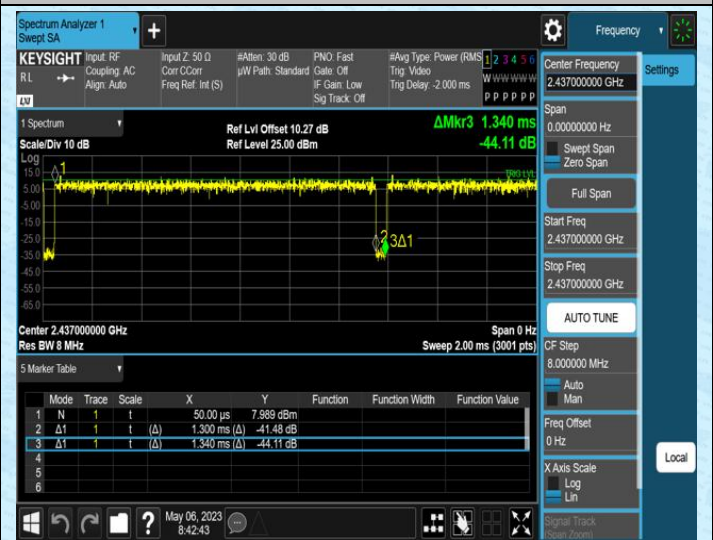 Spectrum Analyzer 1
Swept SA
+
Frequency
KEYSIGHT
RL
LXI
Input: RF
Coupling: AC
Align: Auto
Input Z: 50 Ω
Corr CCorr
Freq Ref: Int (S)
#Atten: 30 dB
µW Path: Standard
PNO: Fast
Gate: Off
IF Gain: Low
Sig Track: Off
#Avg Type: Power (RMS
Trig: Video
Trig Delay: -2.000 ms
1 2 3 4 5 6
W W W W W W
P P P P P P
1 Spectrum
Scale/Div 10 dB
Log
Ref Lvl Offset 10.27 dB
Ref Level 25.00 dBm
ΔMkr3 1.340 ms
-44.11 dB
15.0
5.00
-5.00
-15.0
-25.0
-35.0
-45.0
-55.0
-65.0
1
TRIG LVL
2
3Δ1
Center 2.437000000 GHz
Res BW 8 MHz
Span 0 Hz
Sweep 2.00 ms (3001 pts)
5 Marker Table
Mode Trace Scale X Y Function Function Width Function Value
1 N 1 t 50.00 µs 7.989 dBm
2 Δ1 1 t (Δ) 1.300 ms (Δ) -41.48 dB
3 Δ1 1 t (Δ) 1.340 ms (Δ) -44.11 dB
4
5
6
?
May 06, 2023
8:42:43
Center Frequency
2.437000000 GHz
Span
0.00000000 Hz
Swept Span
Zero Span
Full Span
Start Freq
2.437000000 GHz
Stop Freq
2.437000000 GHz
AUTO TUNE
CF Step
8.000000 MHz
Auto
Man
Freq Offset
0 Hz
X Axis Scale
Log
Lin
Signal Track
(Span Zoom)
Settings
Local